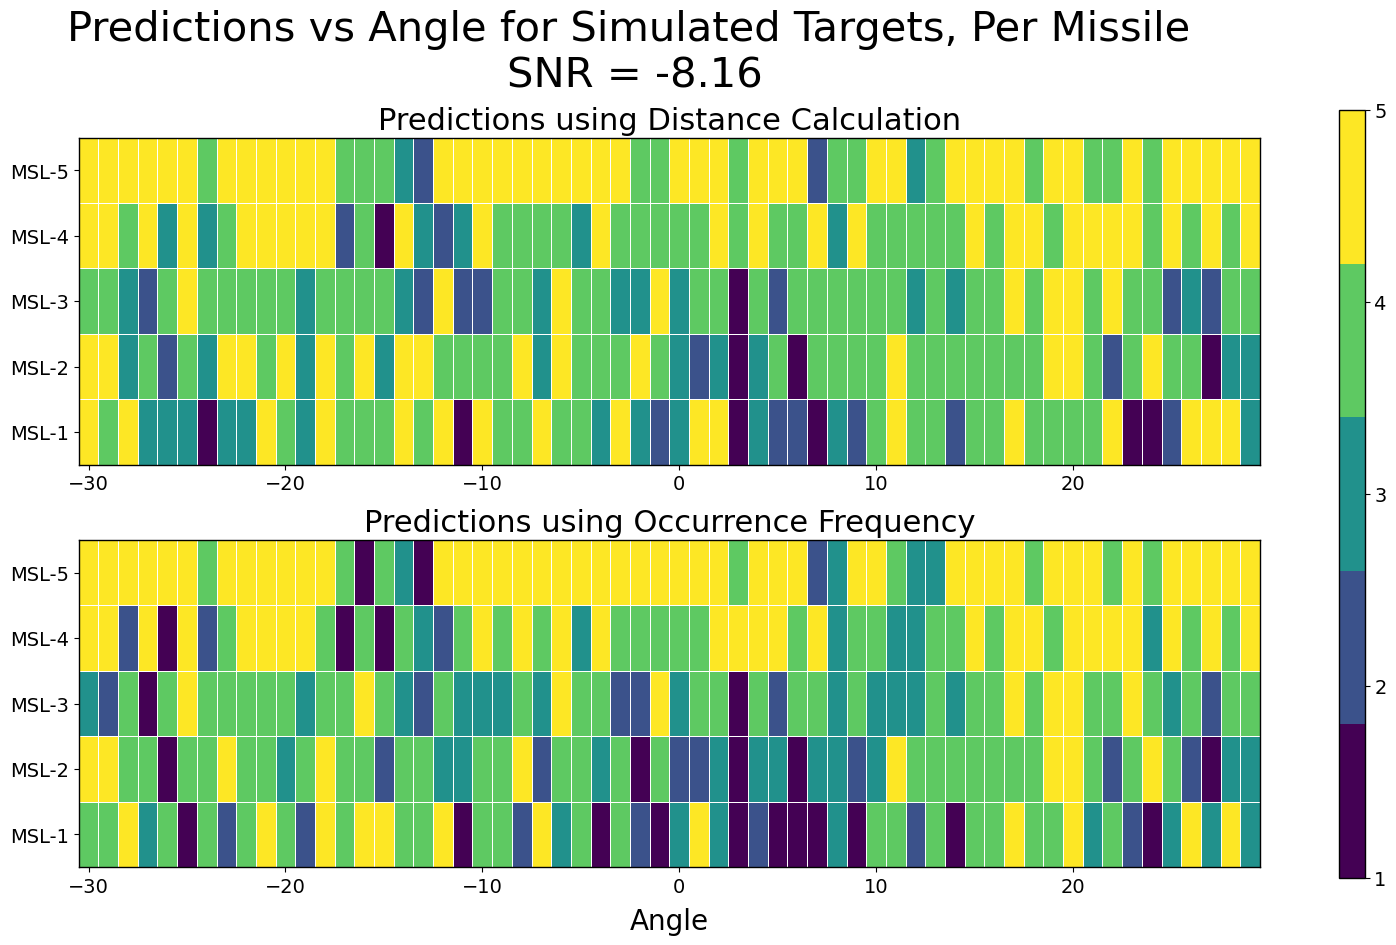 Predictions vs Angle for Simulated Targets, Per Missile
SNR = -8.16
Predictions using Distance Calculation
MSL-5
MSL-4
MSL-3
MSL-2
MSL-1
−30 −20 −10 0 10 20
Predictions using Occurrence Frequency
MSL-5
MSL-4
MSL-3
MSL-2
MSL-1
−30 −20 −10 0 10 20
Angle
5
4
3
2
1